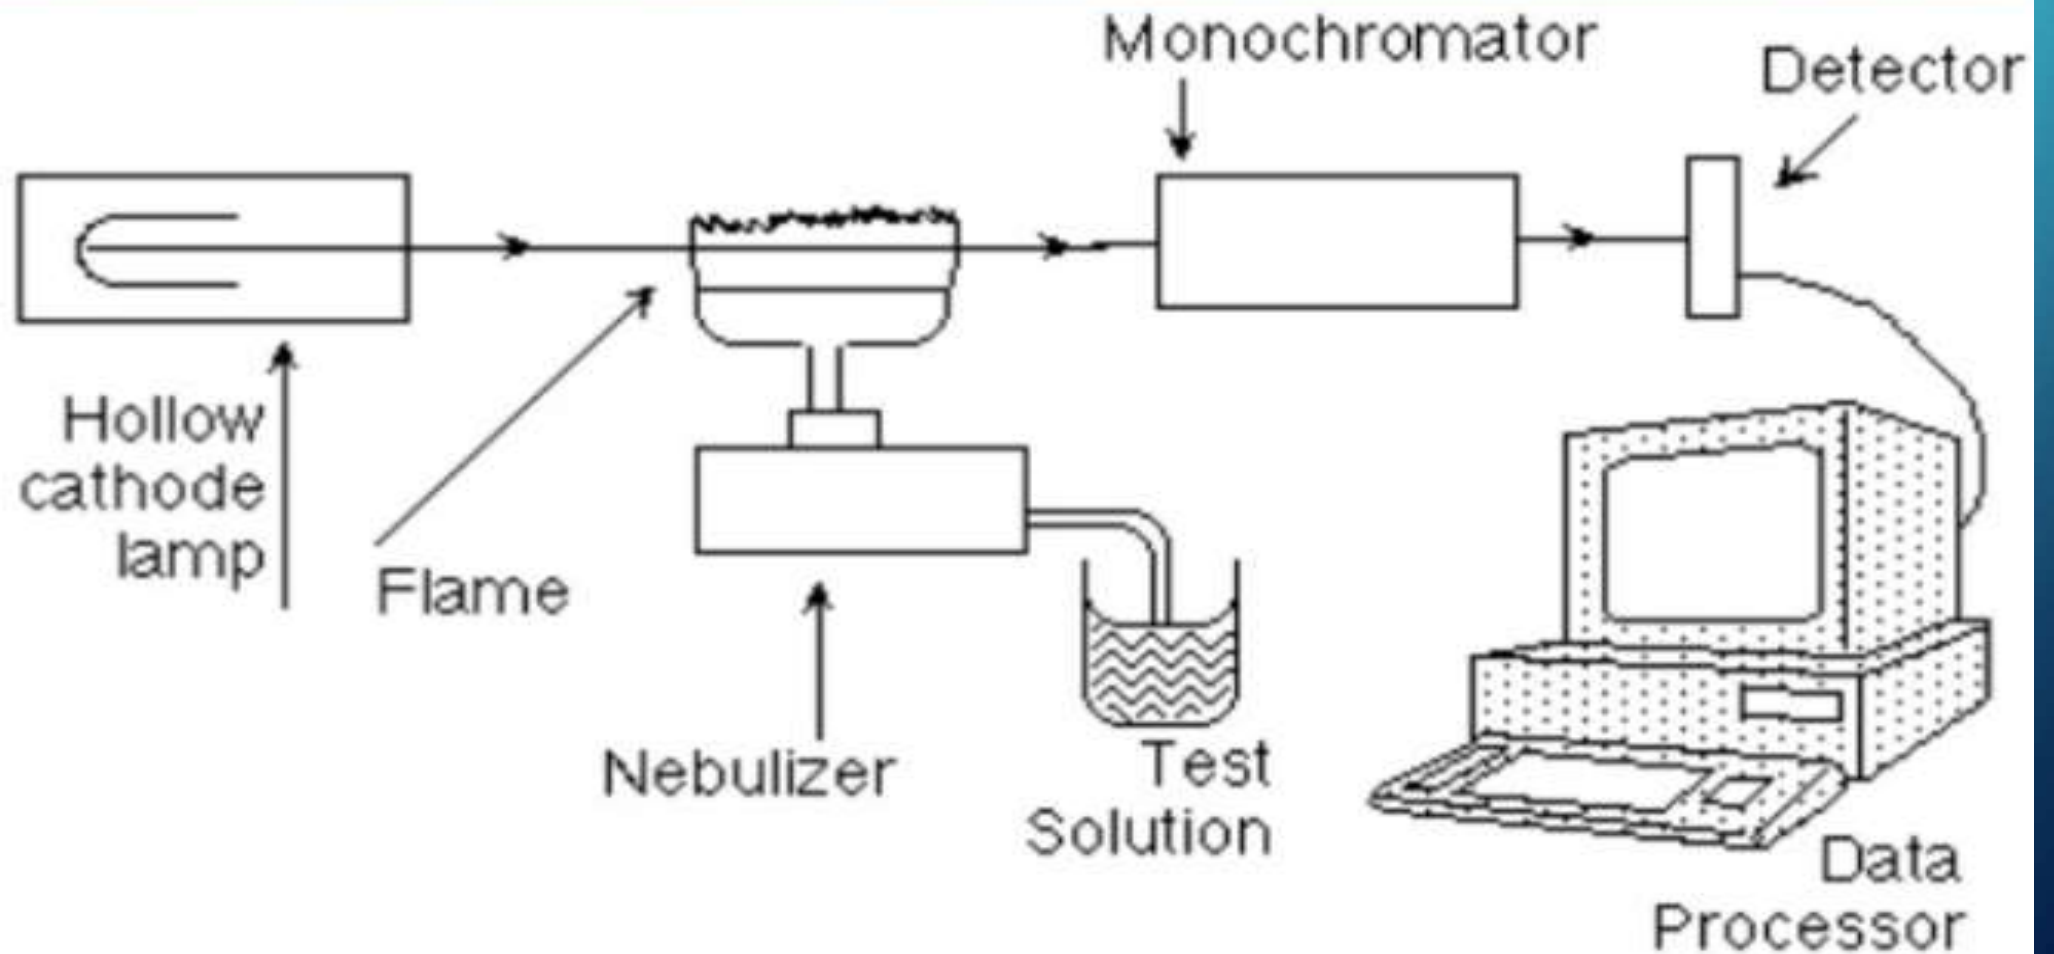 Monochromator
Detector
Hollow
cathode
lamp
Flame
Nebulizer
Test
Solution
Data
Processor